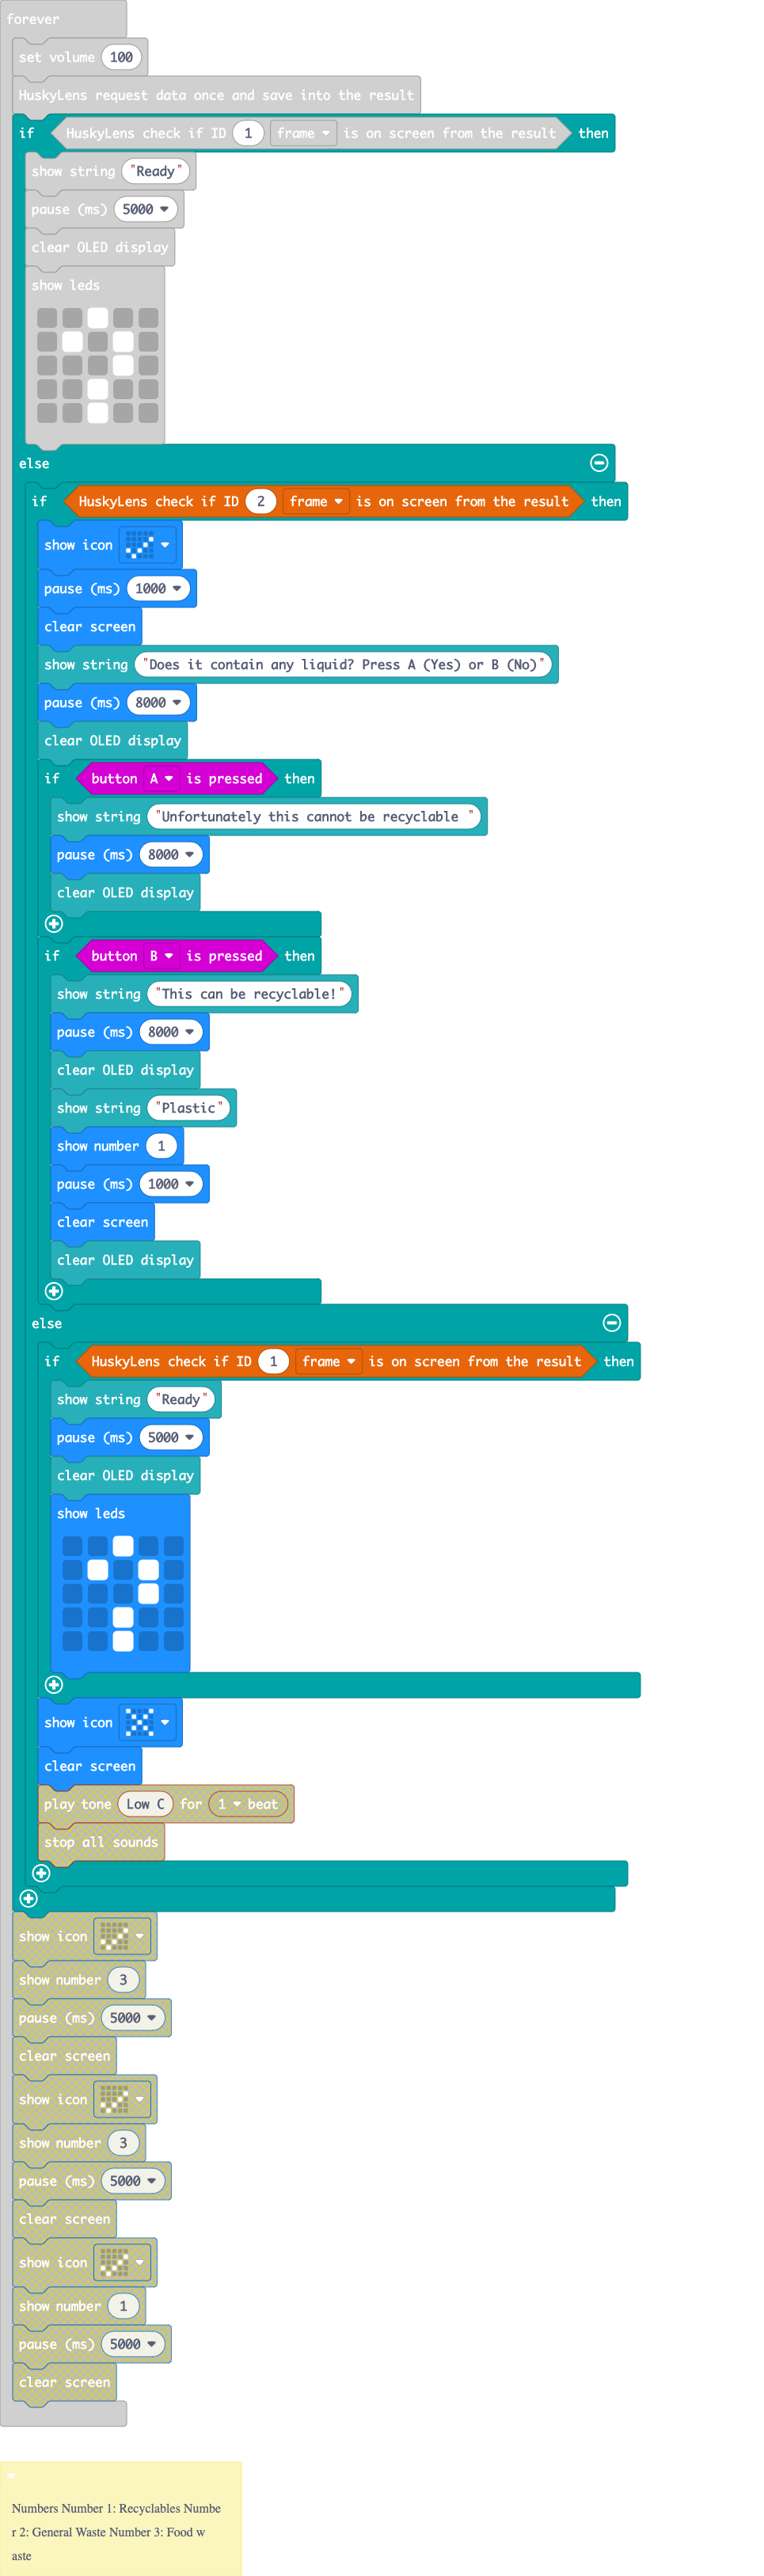 forever
set volume 100
HuskyLens request data once and save into the result
if HuskyLens check if ID 1 frame is on screen from the result then
show string "Ready"
pause (ms) 5000
clear OLED display
show leds
else
if HuskyLens check if ID 2 frame is on screen from the result then
show icon
pause (ms) 1000
clear screen
show string "Does it contain any liquid? Press A (Yes) or B (No)"
pause (ms) 8000
clear OLED display
if button A is pressed then
show string "Unfortunately this cannot be recyclable "
pause (ms) 8000
clear OLED display
if button B is pressed then
show string "This can be recyclable!"
pause (ms) 8000
clear OLED display
show string "Plastic"
show number 1
pause (ms) 1000
clear screen
clear OLED display
else
if HuskyLens check if ID 1 frame is on screen from the result then
show string "Ready"
pause (ms) 5000
clear OLED display
show leds
show icon
clear screen
play tone Low C for 1 beat
stop all sounds
show icon
show number 3
pause (ms) 5000
clear screen
show icon
show number 3
pause (ms) 5000
clear screen
show icon
show number 1
pause (ms) 5000
clear screen
Numbers Number 1: Recyclables Numbe
r 2: General Waste Number 3: Food w
aste